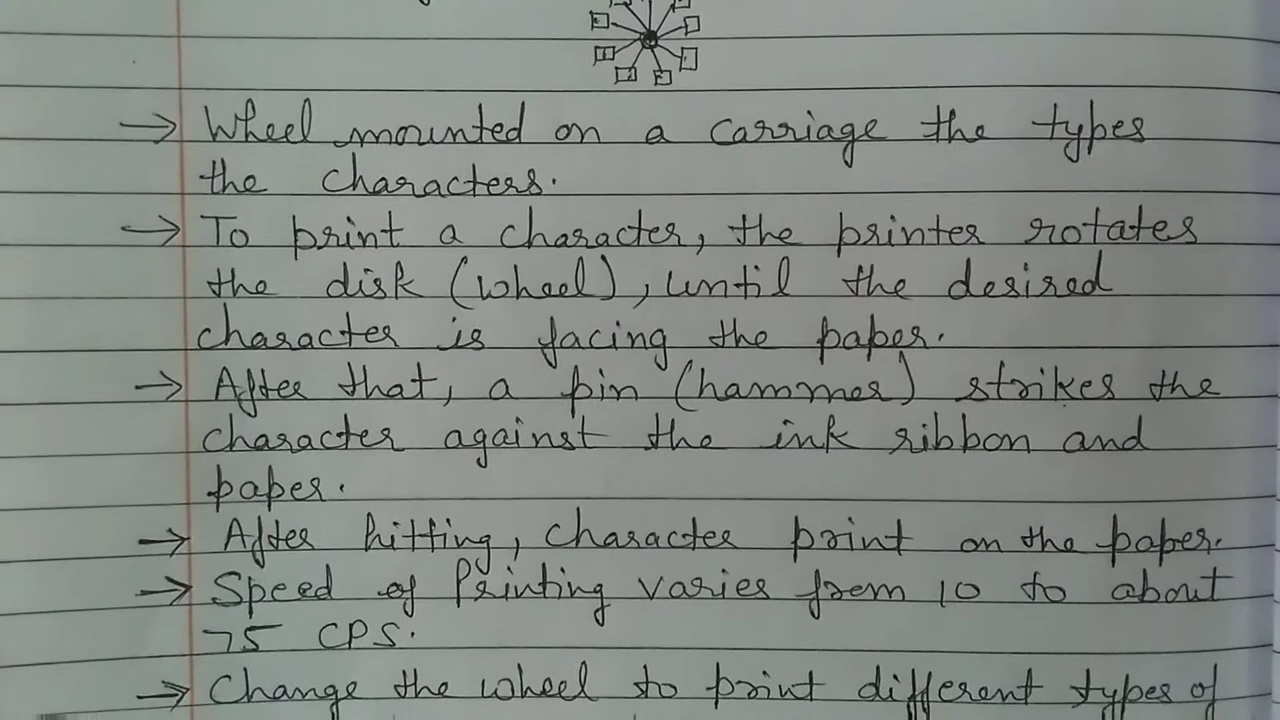 → Wheel mounted on a carriage the types
the characters.
→ To print a character, the printer rotates
the disk (wheel), until the desired
character is facing the paper.
→ After that, a pin (hammer) strikes the
character against the ink ribbon and
paper.
→ After hitting, character print on the paper.
→ Speed of Printing varies from 10 to about
75 CPS.
→ Change the wheel to print different types of